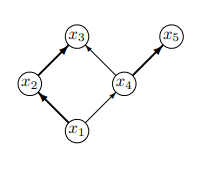 x₃ x₅
x₂ x₄
x₁